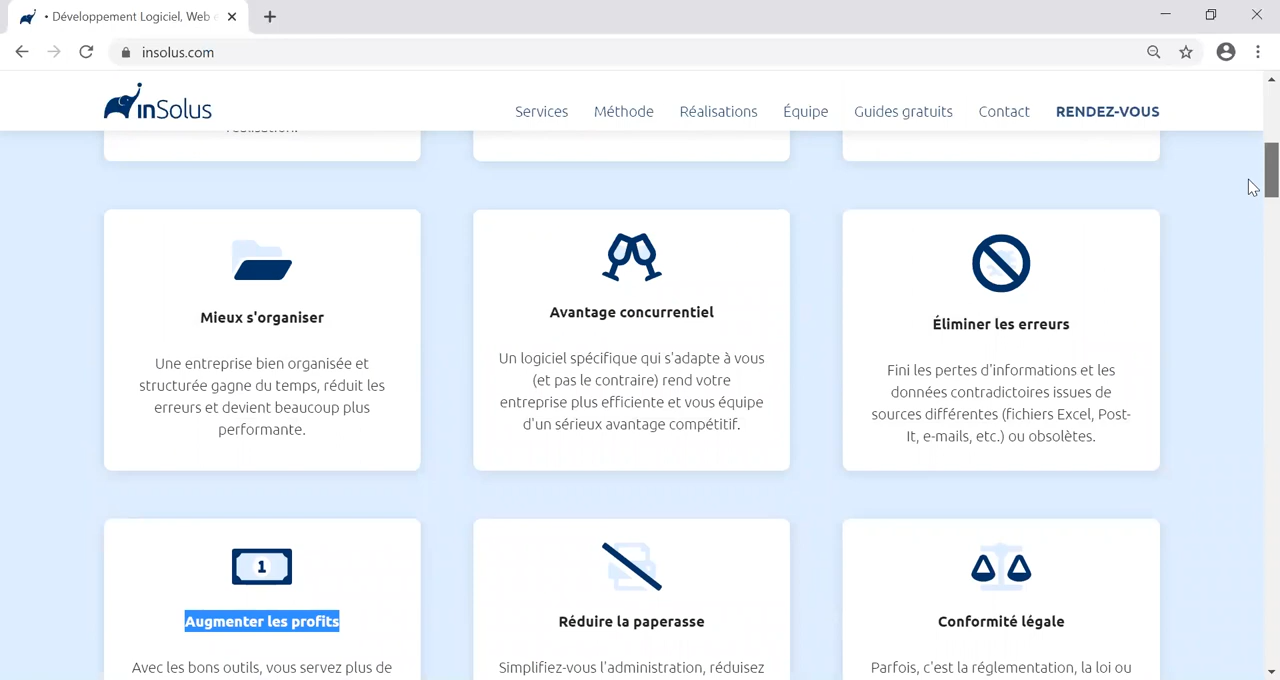 • Développement Logiciel, Web
insolus.com
inSolus
Services
Méthode
Réalisations
Équipe
Guides gratuits
Contact
RENDEZ-VOUS
réalisation.
Mieux s'organiser
Une entreprise bien organisée et
structurée gagne du temps, réduit les
erreurs et devient beaucoup plus
performante.
Avantage concurrentiel
Un logiciel spécifique qui s'adapte à vous
(et pas le contraire) rend votre
entreprise plus efficiente et vous équipe
d'un sérieux avantage compétitif.
Éliminer les erreurs
Fini les pertes d'informations et les
données contradictoires issues de
sources différentes (fichiers Excel, Post-
It, e-mails, etc.) ou obsolètes.
1
Augmenter les profits
Avec les bons outils, vous servez plus de
Réduire la paperasse
Simplifiez-vous l'administration, réduisez
Conformité légale
Parfois, c'est la réglementation, la loi ou